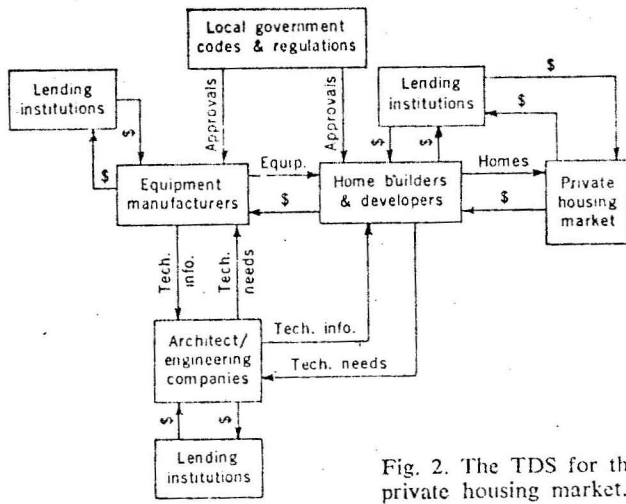 Local government
codes & regulations
Lending
institutions
$
$
Approvals
Approvals
Lending
institutions
$
$
$
$
Equipment
manufacturers
Equip.
$
Home builders
& developers
Homes
$
Private
housing
market
Tech.
info.
Tech.
needs
Architect/
engineering
companies
Tech. info.
Tech. needs
$
$
Lending
institutions
Fig. 2. The TDS for th
private housing market.